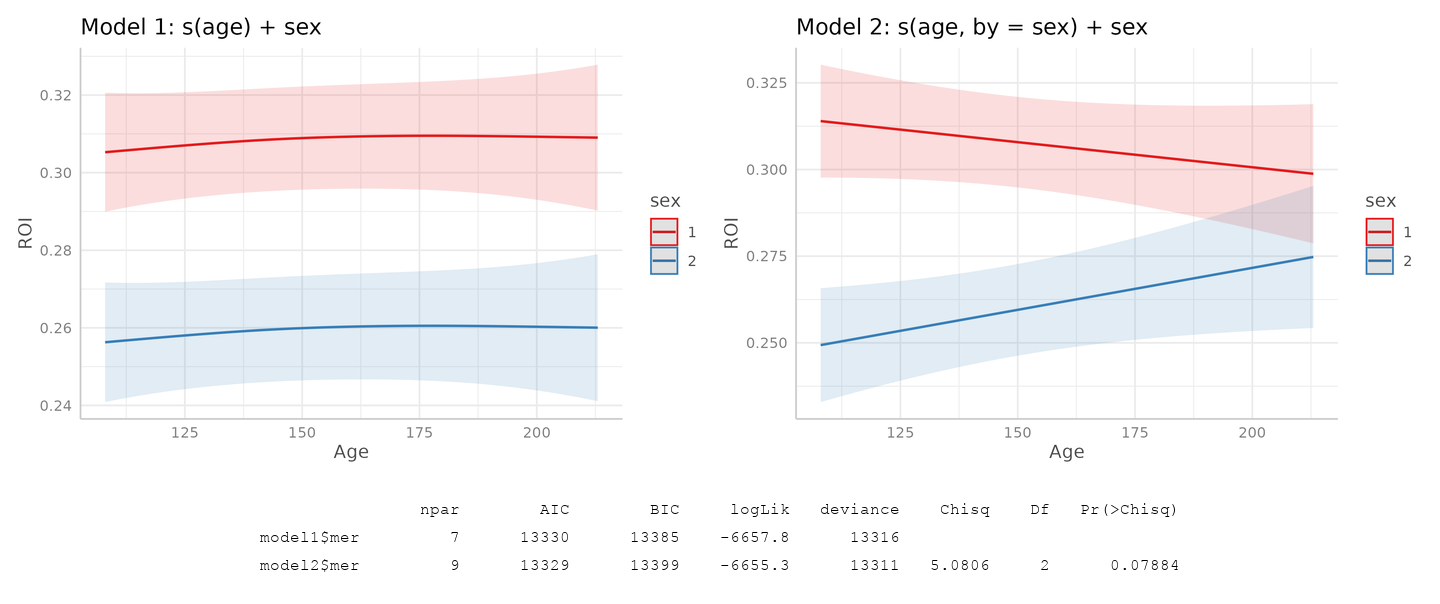 Model 1: s(age) + sex
0.32
0.30
0.28
0.26
0.24
ROI
125 150 175 200
Age
sex
1
2
Model 2: s(age, by = sex) + sex
0.325
0.300
0.275
0.250
ROI
125 150 175 200
Age
sex
1
2
npar AIC BIC logLik deviance Chisq Df Pr(>Chisq)
model1$mer 7 13330 13385 -6657.8 13316
model2$mer 9 13329 13399 -6655.3 13311 5.0806 2 0.07884